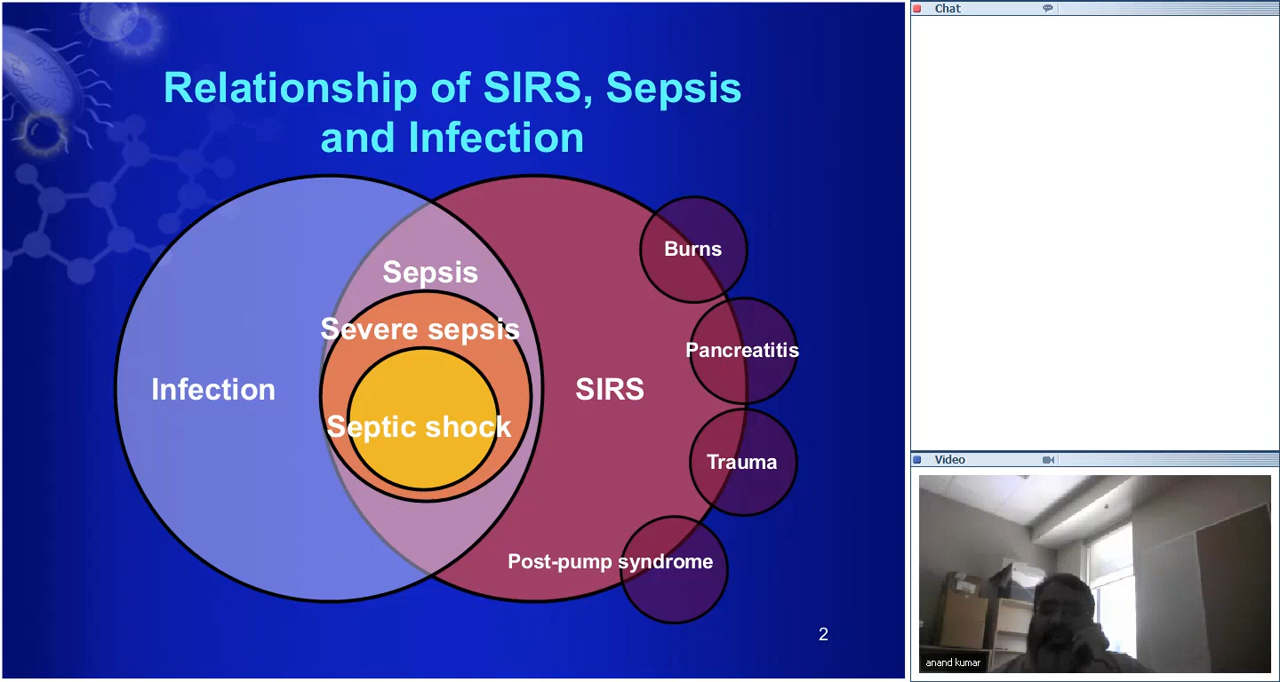 Relationship of SIRS, Sepsis
and Infection
Infection
Sepsis
Severe sepsis
Septic shock
SIRS
Burns
Pancreatitis
Trauma
Post-pump syndrome
2
Chat
Video
anand kumar